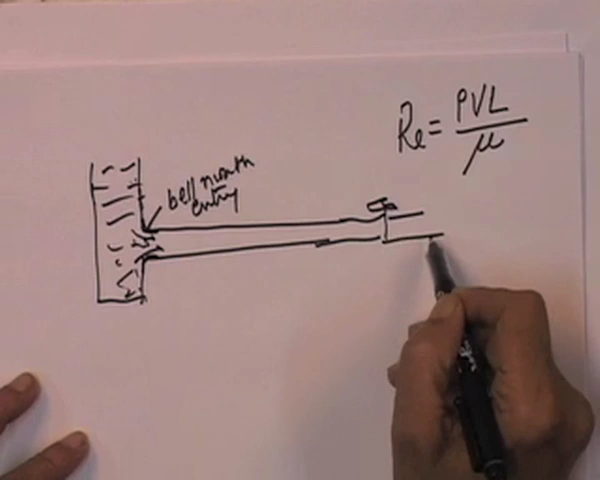 Re = ρVL / μ
bell mouth
entry